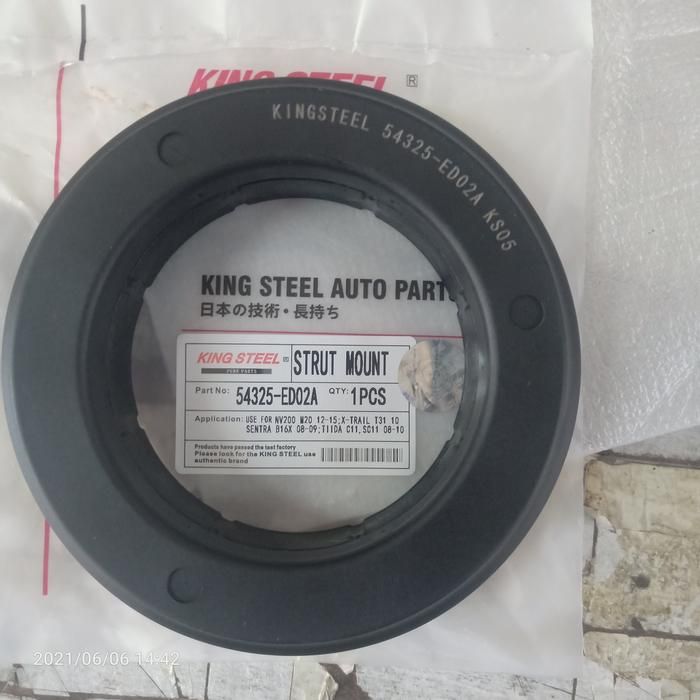 KING STEEL ®
KINGSTEEL 54325-ED02A KS05
KING STEEL AUTO PARTS
日本の技術・長持ち
KING STEEL ® STRUT MOUNT
PURE PARTS
Part No: 54325-ED02A QTY: 1PCS
Application: USE FOR NV200 M20 12-15;X-TRAIL T31 10
SENTRA B16X 08-09;TIIDA C11,SC11 08-10
Products have passed the test factory
Please look for the KING STEEL use
authentic brand
2021/06/06 14:42